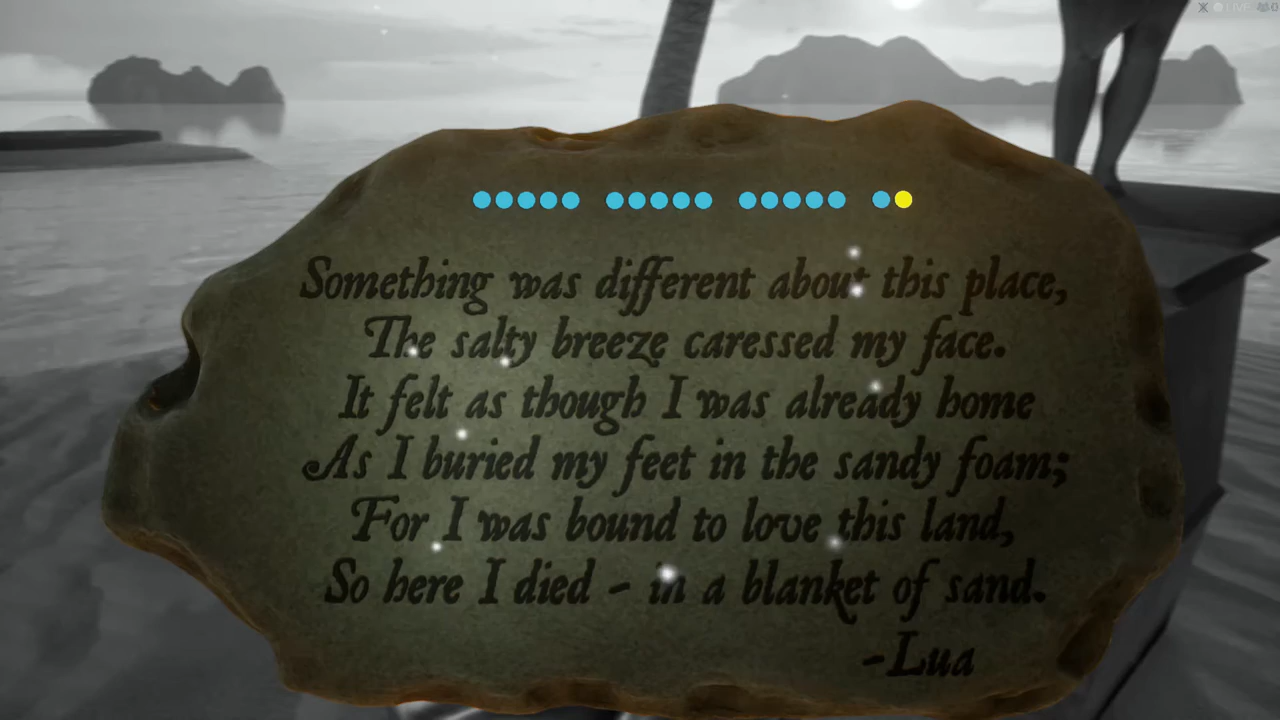 LIVE 0
Something was different about this place,
The salty breeze caressed my face.
It felt as though I was already home
As I buried my feet in the sandy foam;
For I was bound to love this land,
So here I died - in a blanket of sand.
-Lua